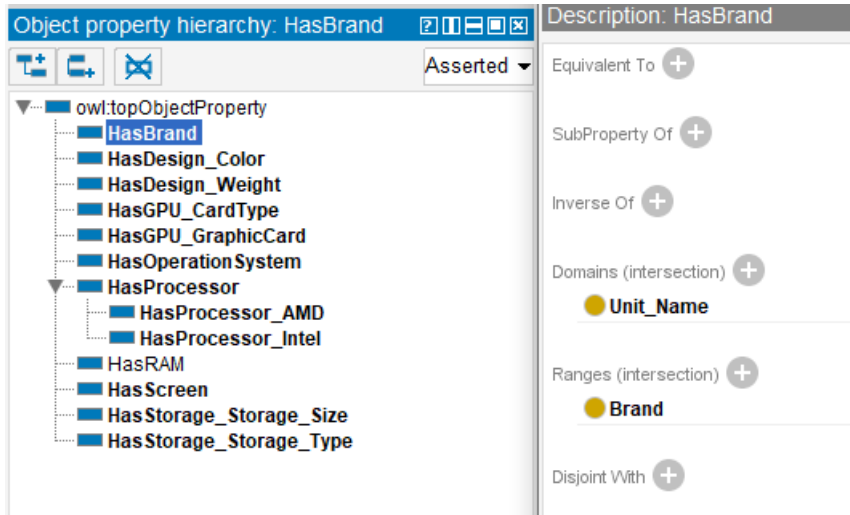 Object property hierarchy: HasBrand
Asserted
owl:topObjectProperty
HasBrand
HasDesign_Color
HasDesign_Weight
HasGPU_CardType
HasGPU_GraphicCard
HasOperationSystem
HasProcessor
HasProcessor_AMD
HasProcessor_Intel
HasRAM
HasScreen
HasStorage_Storage_Size
HasStorage_Storage_Type
Description: HasBrand
Equivalent To
SubProperty Of
Inverse Of
Domains (intersection)
Unit_Name
Ranges (intersection)
Brand
Disjoint With